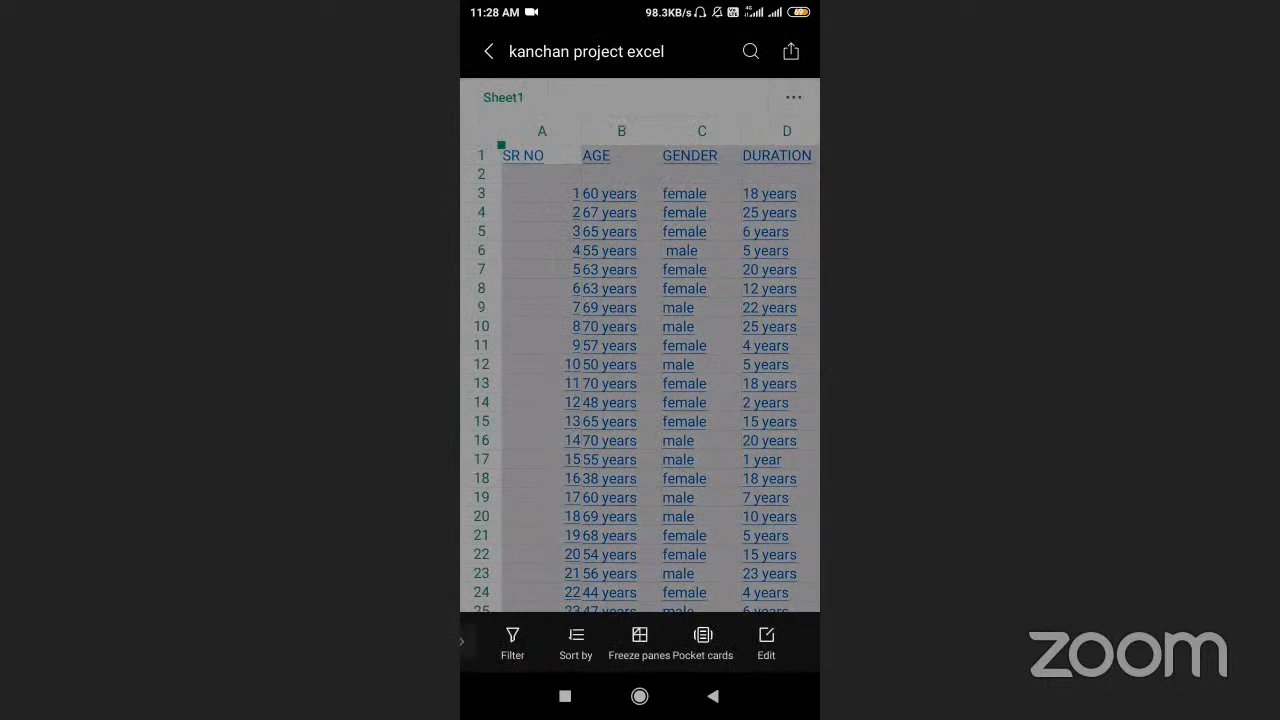 11:28 AM 98.3KB/s 4G 69
kanchan project excel
Sheet1
A B C D
1 SR NO AGE GENDER DURATION
2
3 1 60 years female 18 years
4 2 67 years female 25 years
5 3 65 years female 6 years
6 4 55 years male 5 years
7 5 63 years female 20 years
8 6 63 years female 12 years
9 7 69 years male 22 years
10 8 70 years male 25 years
11 9 57 years female 4 years
12 10 50 years male 5 years
13 11 70 years female 18 years
14 12 48 years female 2 years
15 13 65 years female 15 years
16 14 70 years male 20 years
17 15 55 years male 1 year
18 16 38 years female 18 years
19 17 60 years male 7 years
20 18 69 years male 10 years
21 19 68 years female 5 years
22 20 54 years female 15 years
23 21 56 years male 23 years
24 22 44 years female 4 years
25 23 47 years male 6 years
Filter Sort by Freeze panes Pocket cards Edit
zoom